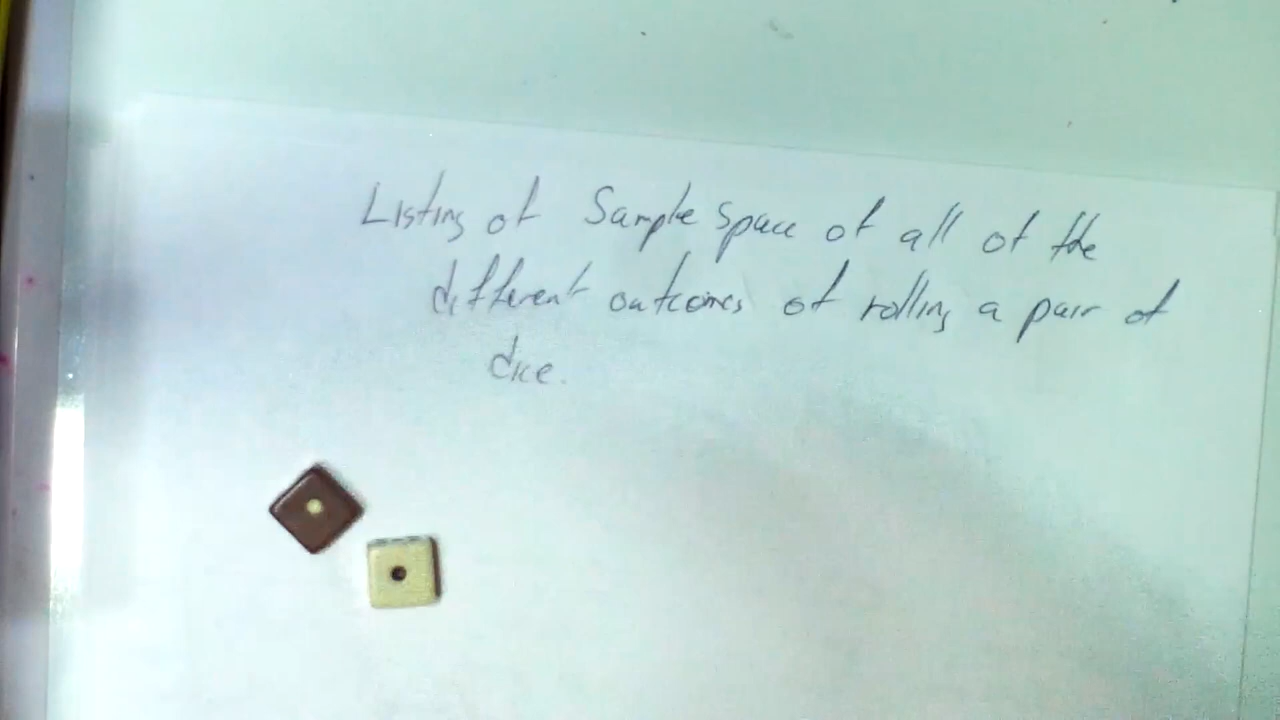 Listing of Sample space of all of the
different outcomes of rolling a pair of
dice.